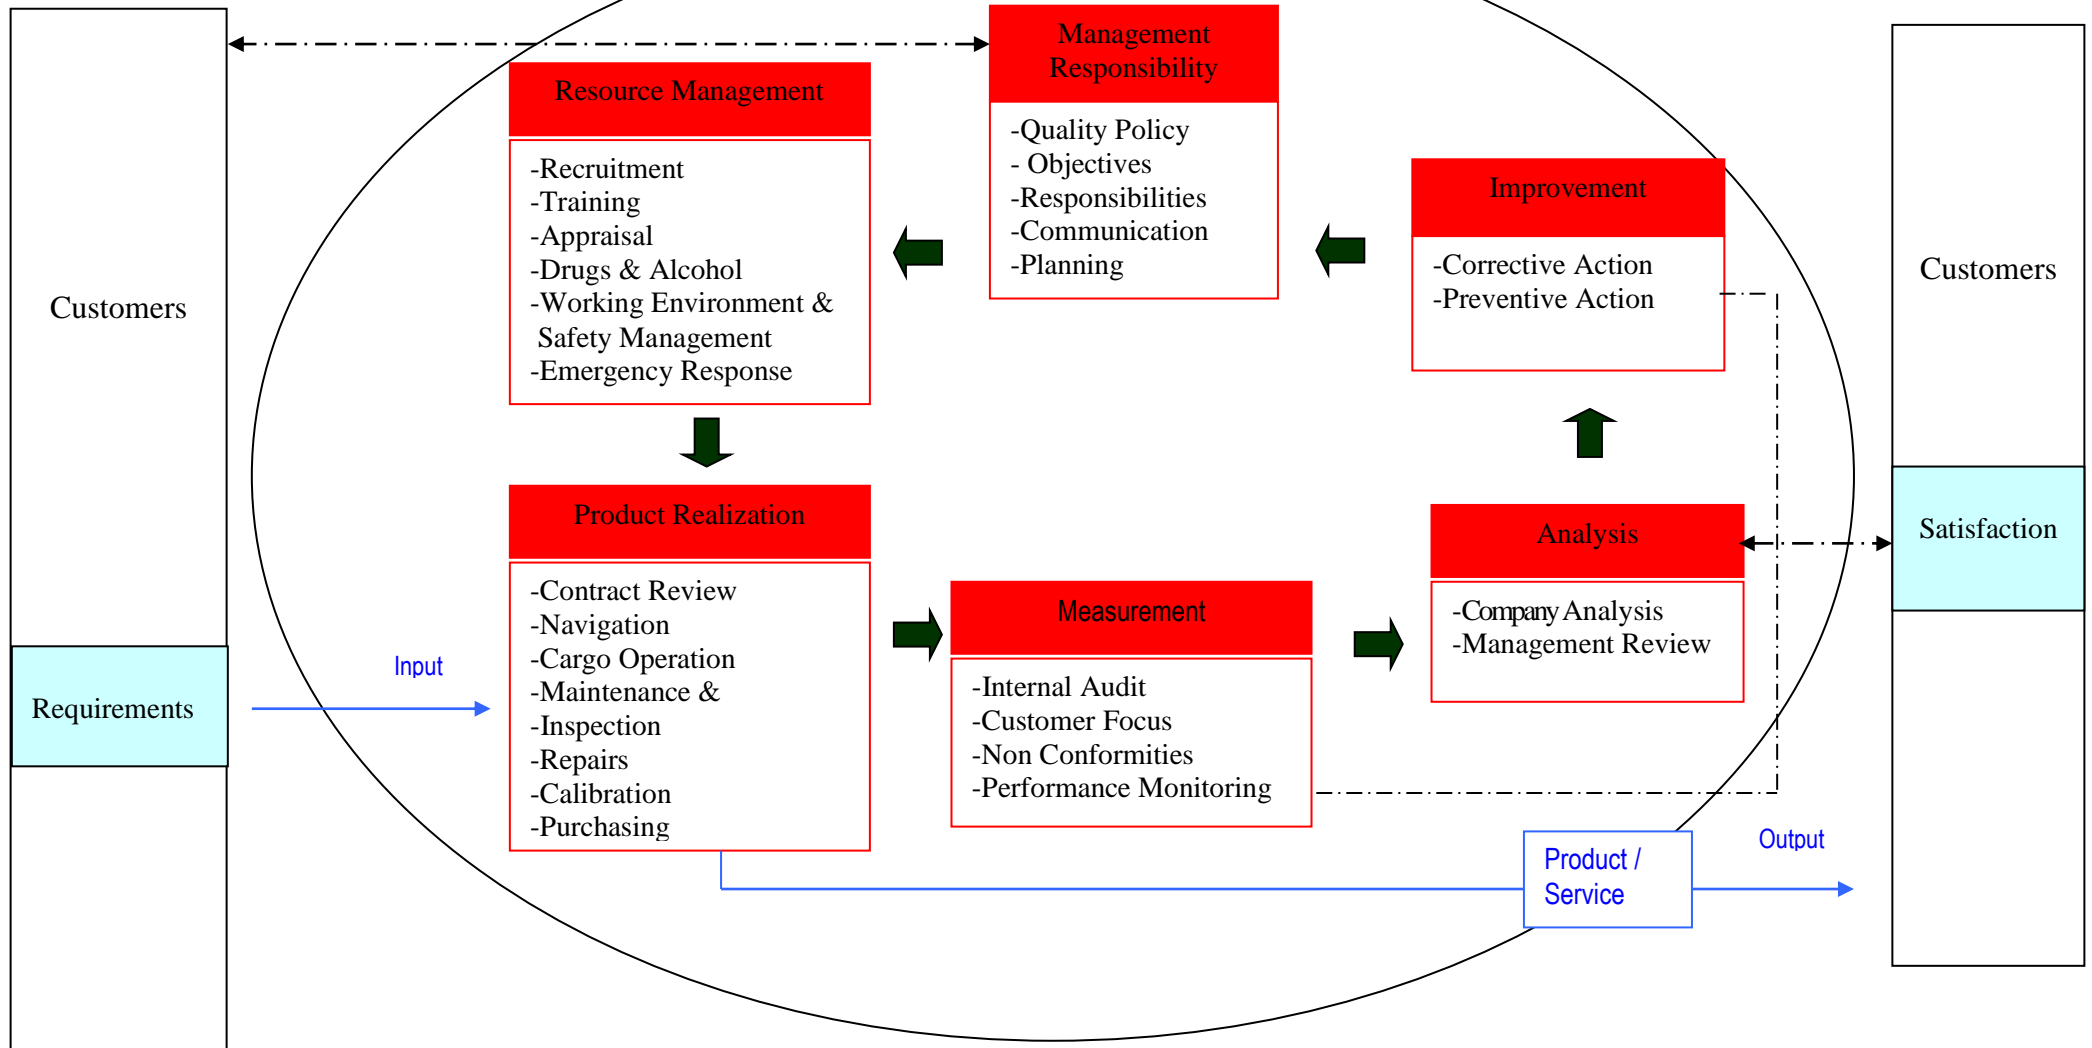 Customers
Requirements
Input
Resource Management
-Recruitment
-Training
-Appraisal
-Drugs & Alcohol
-Working Environment &
Safety Management
-Emergency Response
Product Realization
-Contract Review
-Navigation
-Cargo Operation
-Maintenance &
-Inspection
-Repairs
-Calibration
-Purchasing
Management
Responsibility
-Quality Policy
- Objectives
-Responsibilities
-Communication
-Planning
Measurement
-Internal Audit
-Customer Focus
-Non Conformities
-Performance Monitoring
Improvement
-Corrective Action
-Preventive Action
Analysis
-Company Analysis
-Management Review
Product /
Service
Output
Customers
Satisfaction